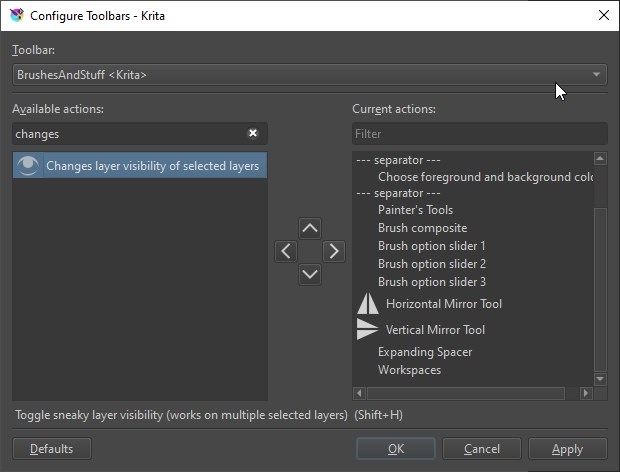 Configure Toolbars - Krita
Toolbar:
BrushesAndStuff <Krita>
Available actions:
changes
Changes layer visibility of selected layers
Current actions:
Filter
--- separator ---
Choose foreground and background colo
--- separator ---
Painter's Tools
Brush composite
Brush option slider 1
Brush option slider 2
Brush option slider 3
Horizontal Mirror Tool
Vertical Mirror Tool
Expanding Spacer
Workspaces
Toggle sneaky layer visibility (works on multiple selected layers) (Shift+H)
Defaults
OK
Cancel
Apply